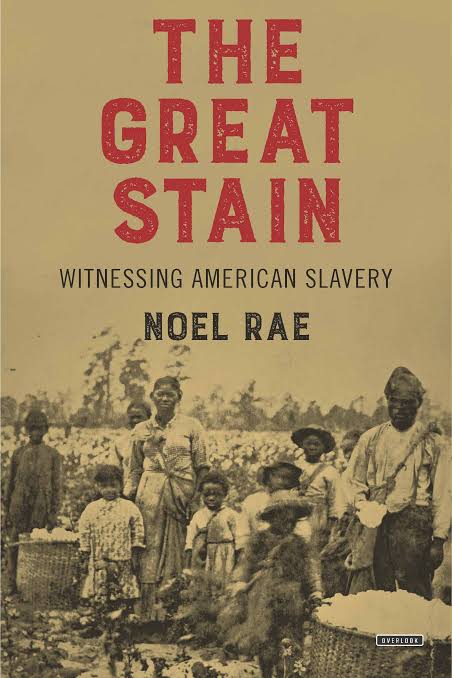 THE
GREAT
STAIN
WITNESSING AMERICAN SLAVERY
NOEL RAE
OVERLOOK